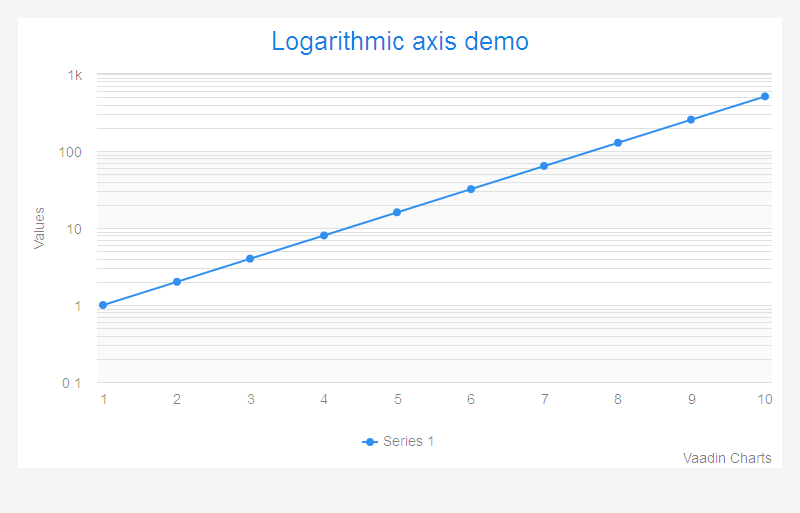 Logarithmic axis demo
1k
100
10
1
0.1
Values
1 2 3 4 5 6 7 8 9 10
Series 1
Vaadin Charts